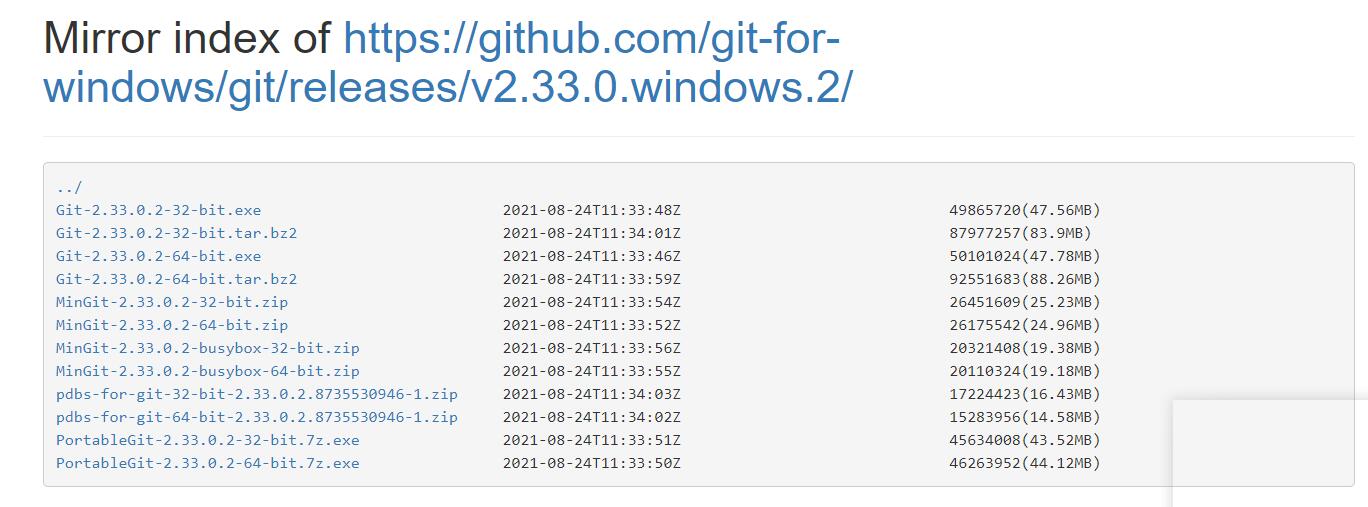 Mirror index of https://github.com/git-for-
windows/git/releases/v2.33.0.windows.2/
../
Git-2.33.0.2-32-bit.exe 2021-08-24T11:33:48Z 49865720(47.56MB)
Git-2.33.0.2-32-bit.tar.bz2 2021-08-24T11:34:01Z 87977257(83.9MB)
Git-2.33.0.2-64-bit.exe 2021-08-24T11:33:46Z 50101024(47.78MB)
Git-2.33.0.2-64-bit.tar.bz2 2021-08-24T11:33:59Z 92551683(88.26MB)
MinGit-2.33.0.2-32-bit.zip 2021-08-24T11:33:54Z 26451609(25.23MB)
MinGit-2.33.0.2-64-bit.zip 2021-08-24T11:33:52Z 26175542(24.96MB)
MinGit-2.33.0.2-busybox-32-bit.zip 2021-08-24T11:33:56Z 20321408(19.38MB)
MinGit-2.33.0.2-busybox-64-bit.zip 2021-08-24T11:33:55Z 20110324(19.18MB)
pdbs-for-git-32-bit-2.33.0.2.8735530946-1.zip 2021-08-24T11:34:03Z 17224423(16.43MB)
pdbs-for-git-64-bit-2.33.0.2.8735530946-1.zip 2021-08-24T11:34:02Z 15283956(14.58MB)
PortableGit-2.33.0.2-32-bit.7z.exe 2021-08-24T11:33:51Z 45634008(43.52MB)
PortableGit-2.33.0.2-64-bit.7z.exe 2021-08-24T11:33:50Z 46263952(44.12MB)